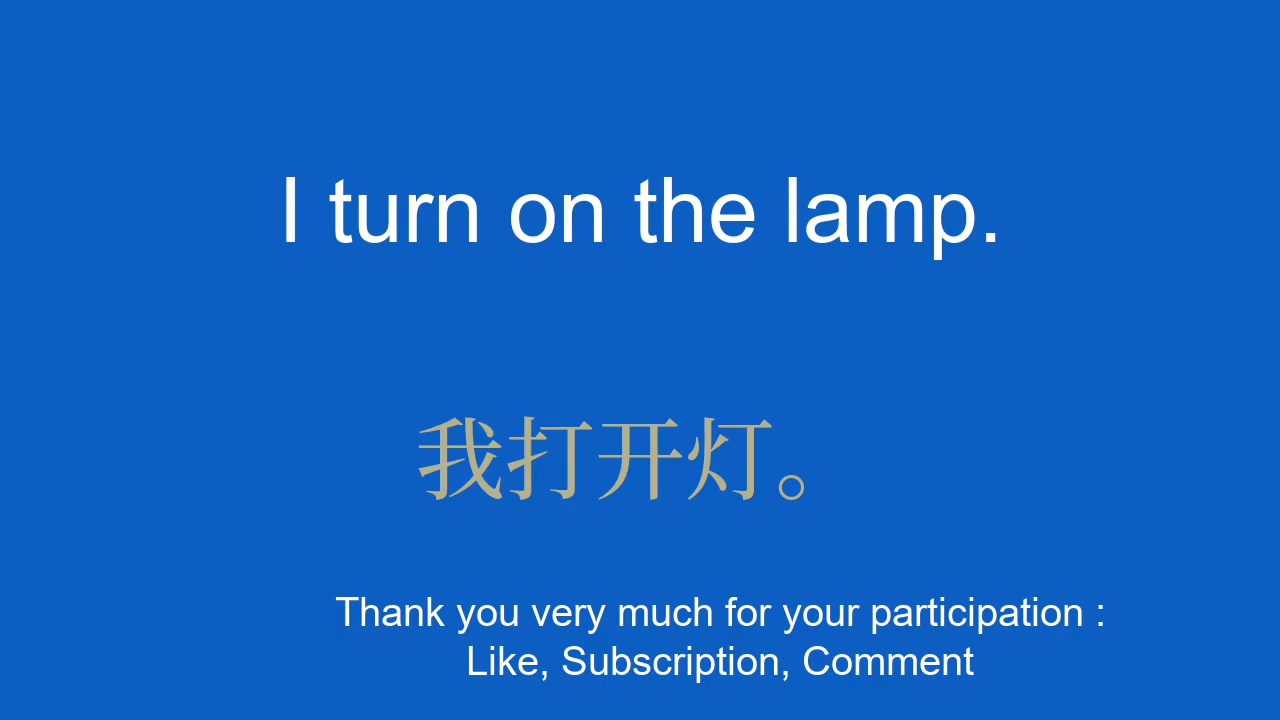 I turn on the lamp.
我打开灯。
Thank you very much for your participation :
Like, Subscription, Comment